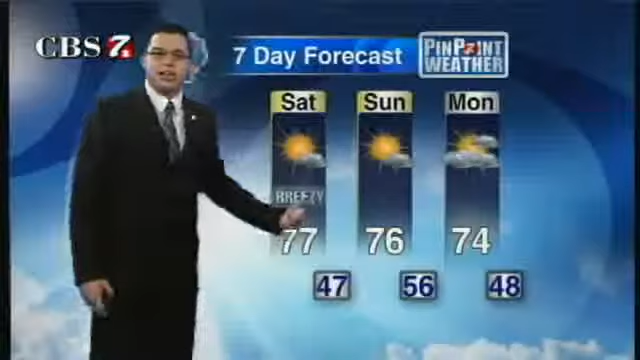 CBS 7
7 Day Forecast
PINPOINT
WEATHER
Sat Sun Mon
BREEZY
77 76 74
47 56 48